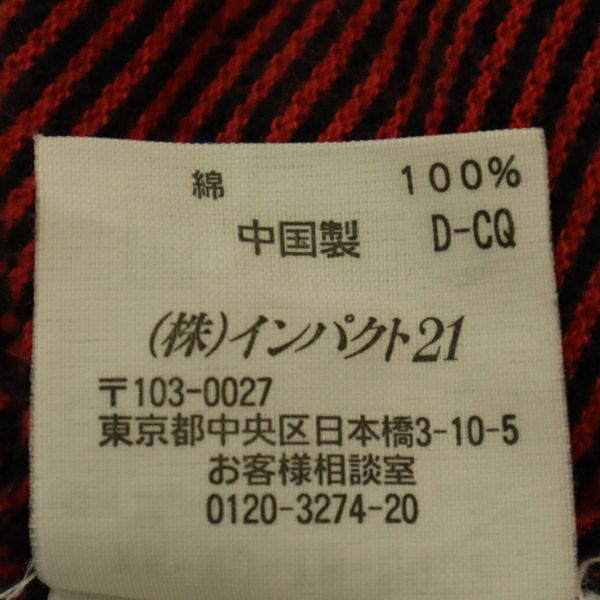 綿 100%
中国製 D-CQ
(株)インパクト21
〒103-0027
東京都中央区日本橋3-10-5
お客様相談室
0120-3274-20